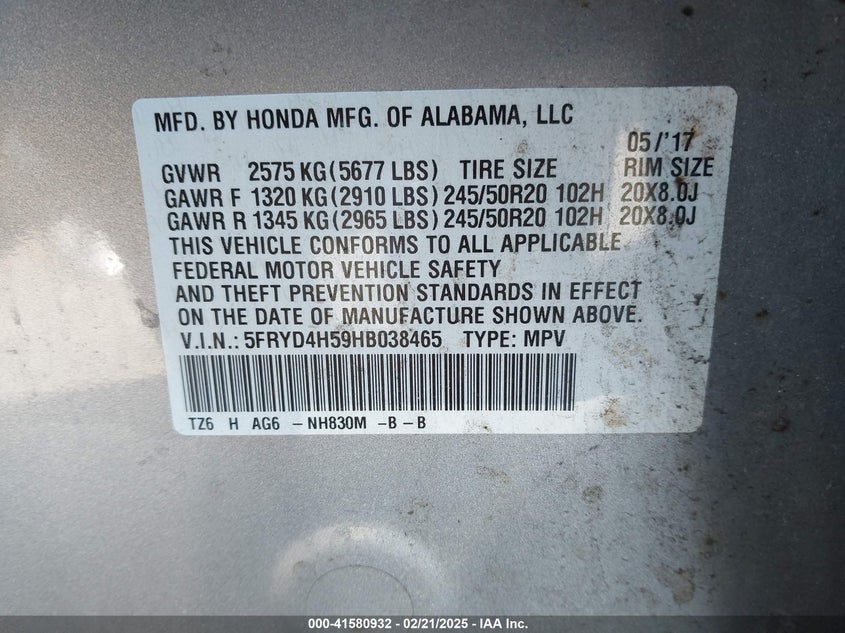 MFD. BY HONDA MFG. OF ALABAMA, LLC
05/'17
GVWR 2575 KG (5677 LBS) TIRE SIZE RIM SIZE
GAWR F 1320 KG (2910 LBS) 245/50R20 102H 20X8.0J
GAWR R 1345 KG (2965 LBS) 245/50R20 102H 20X8.0J
THIS VEHICLE CONFORMS TO ALL APPLICABLE
FEDERAL MOTOR VEHICLE SAFETY
AND THEFT PREVENTION STANDARDS IN EFFECT
ON THE DATE OF MANUFACTURE SHOWN ABOVE.
V.I.N.: 5FRYD4H59HB038465 TYPE: MPV
TZ6 H AG6 - NH830M - B - B
000-41580932 / 02/21/2025 / IAA Inc.